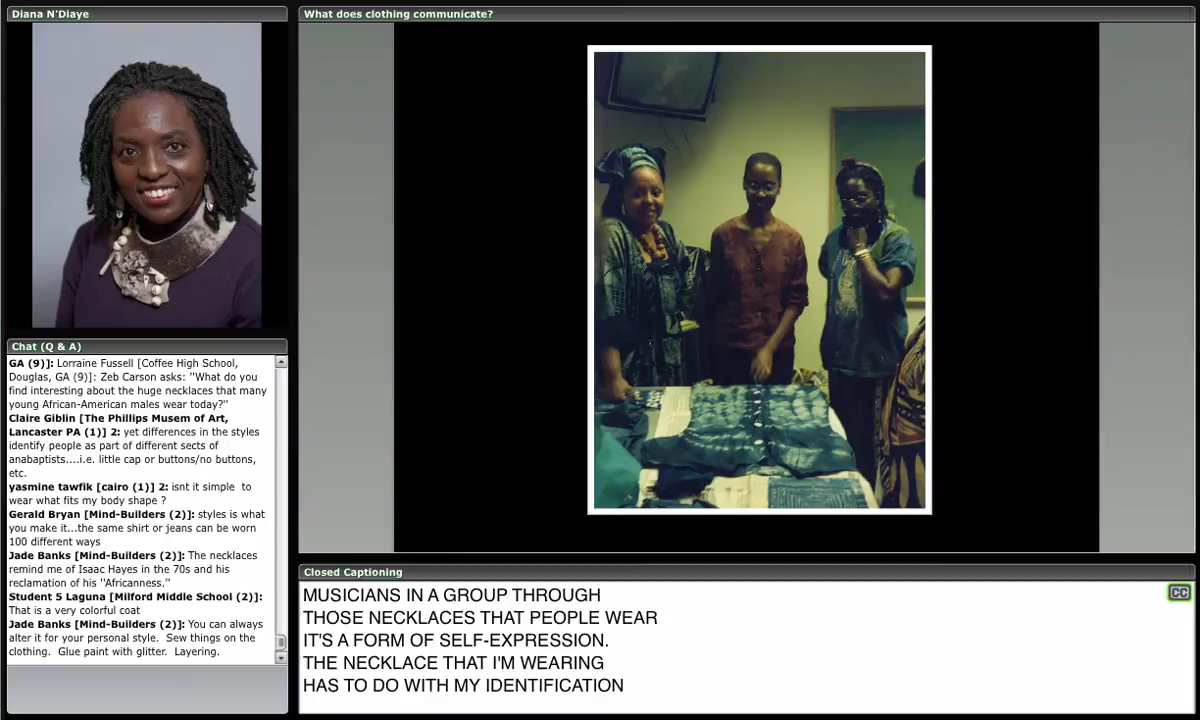 Diana N'Diaye
What does clothing communicate?
Chat (Q & A)
GA (9)]: Lorraine Fussell [Coffee High School,
Douglas, GA (9)]: Zeb Carson asks: "What do you
find interesting about the huge necklaces that many
young African-American males wear today?"
Claire Giblin [The Phillips Musem of Art,
Lancaster PA (1)] 2: yet differences in the styles
identify people as part of different sects of
anabaptists....i.e. little cap or buttons/no buttons,
etc.
yasmine tawfik [cairo (1)] 2: isnt it simple  to
wear what fits my body shape ?
Gerald Bryan [Mind-Builders (2)]: styles is what
you make it...the same shirt or jeans can be worn
100 different ways
Jade Banks [Mind-Builders (2)]: The necklaces
remind me of Isaac Hayes in the 70s and his
reclamation of his "Africanness."
Student 5 Laguna [Milford Middle School (2)]:
That is a very colorful coat
Jade Banks [Mind-Builders (2)]: You can always
alter it for your personal style.  Sew things on the
clothing.  Glue paint with glitter.  Layering.
Closed Captioning
CC
MUSICIANS IN A GROUP THROUGH
THOSE NECKLACES THAT PEOPLE WEAR
IT'S A FORM OF SELF-EXPRESSION.
THE NECKLACE THAT I'M WEARING
HAS TO DO WITH MY IDENTIFICATION